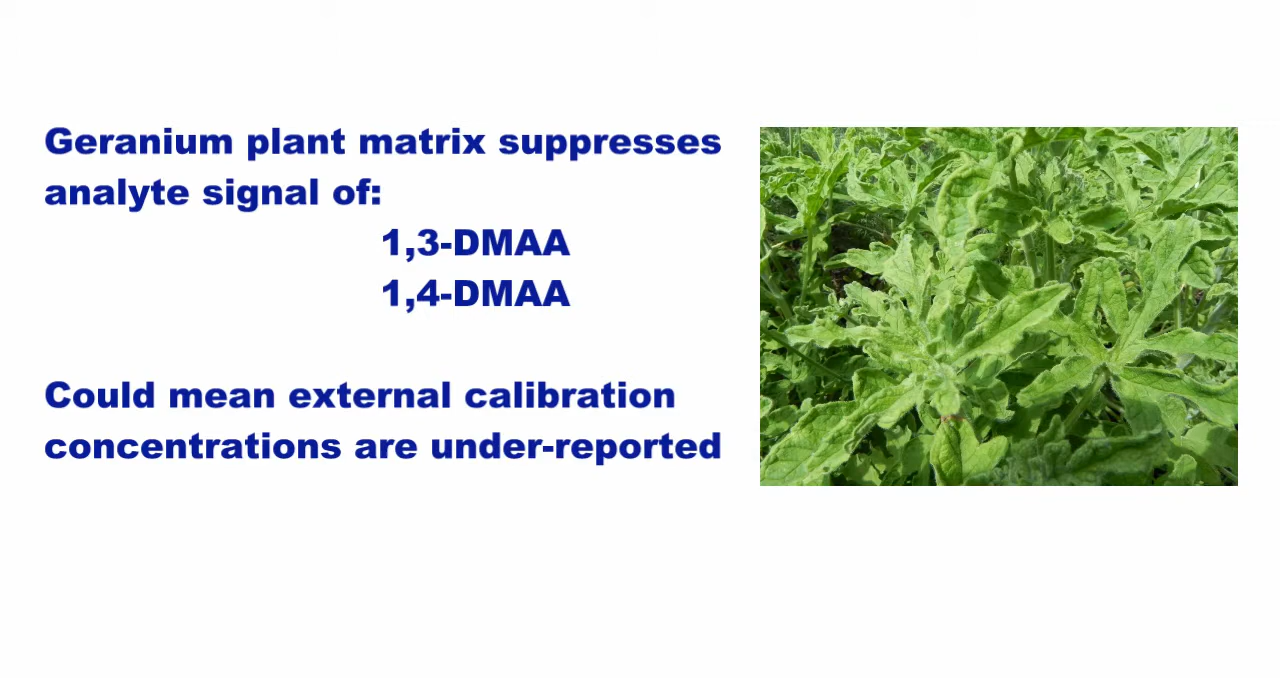 Geranium plant matrix suppresses
analyte signal of:
1,3-DMAA
1,4-DMAA
Could mean external calibration
concentrations are under-reported